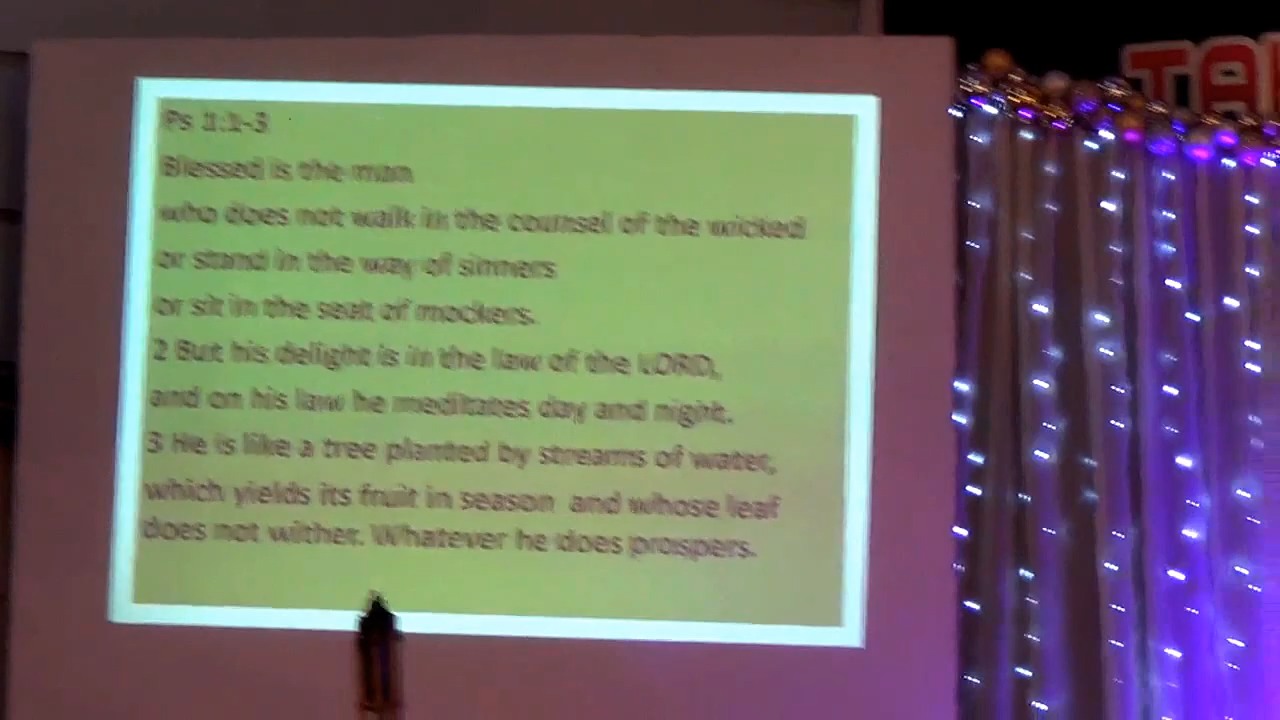 Ps 1:1-3
Blessed is the man
who does not walk in the counsel of the wicked
or stand in the way of sinners
or sit in the seat of mockers.
2 But his delight is in the law of the LORD,
and on his law he meditates day and night.
3 He is like a tree planted by streams of water,
which yields its fruit in season and whose leaf
does not wither. Whatever he does prospers.